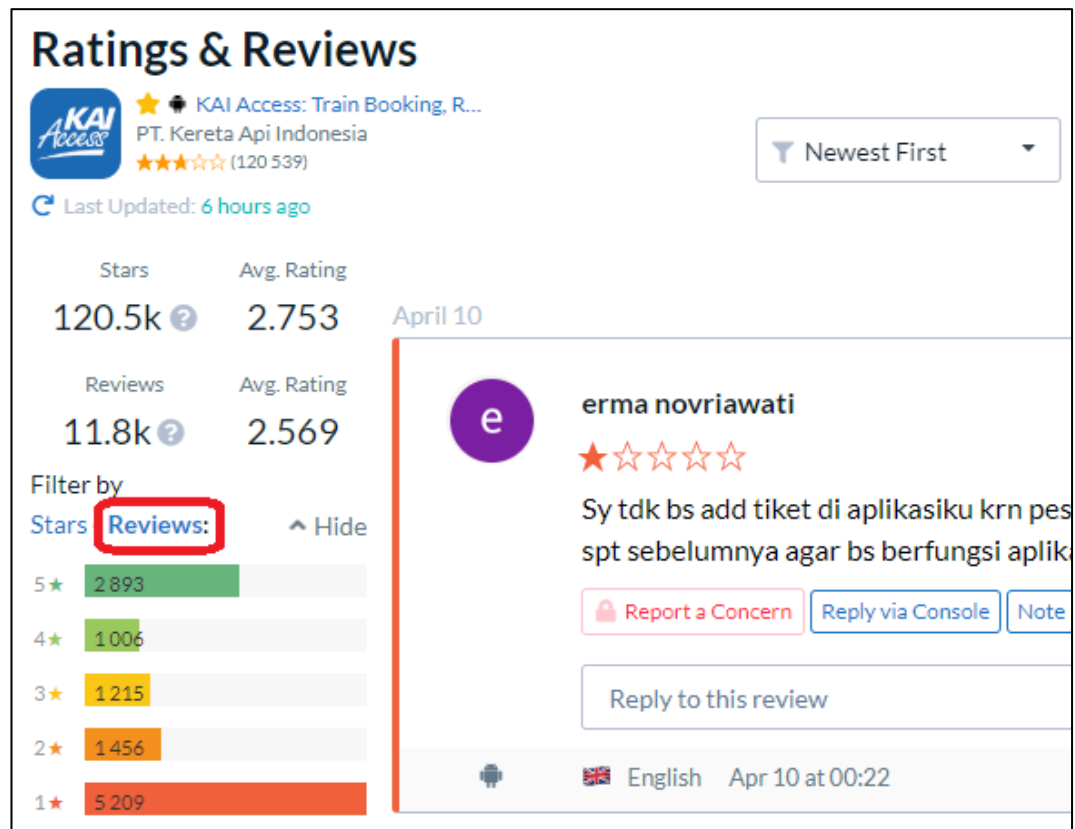 Ratings & Reviews
KAI Access
KAI Access: Train Booking, R...
PT. Kereta Api Indonesia
(120 539)
Newest First
Last Updated: 6 hours ago
Stars Avg. Rating
120.5k ? 2.753
Reviews Avg. Rating
11.8k ? 2.569
Filter by
Stars Reviews: Hide
5★ 2 893
4★ 1 006
3★ 1 215
2★ 1 456
1★ 5 209
April 10
e
erma novriawati
Sy tdk bs add tiket di aplikasiku krn pes
spt sebelumnya agar bs berfungsi aplik
Report a Concern Reply via Console Note
Reply to this review
English Apr 10 at 00:22